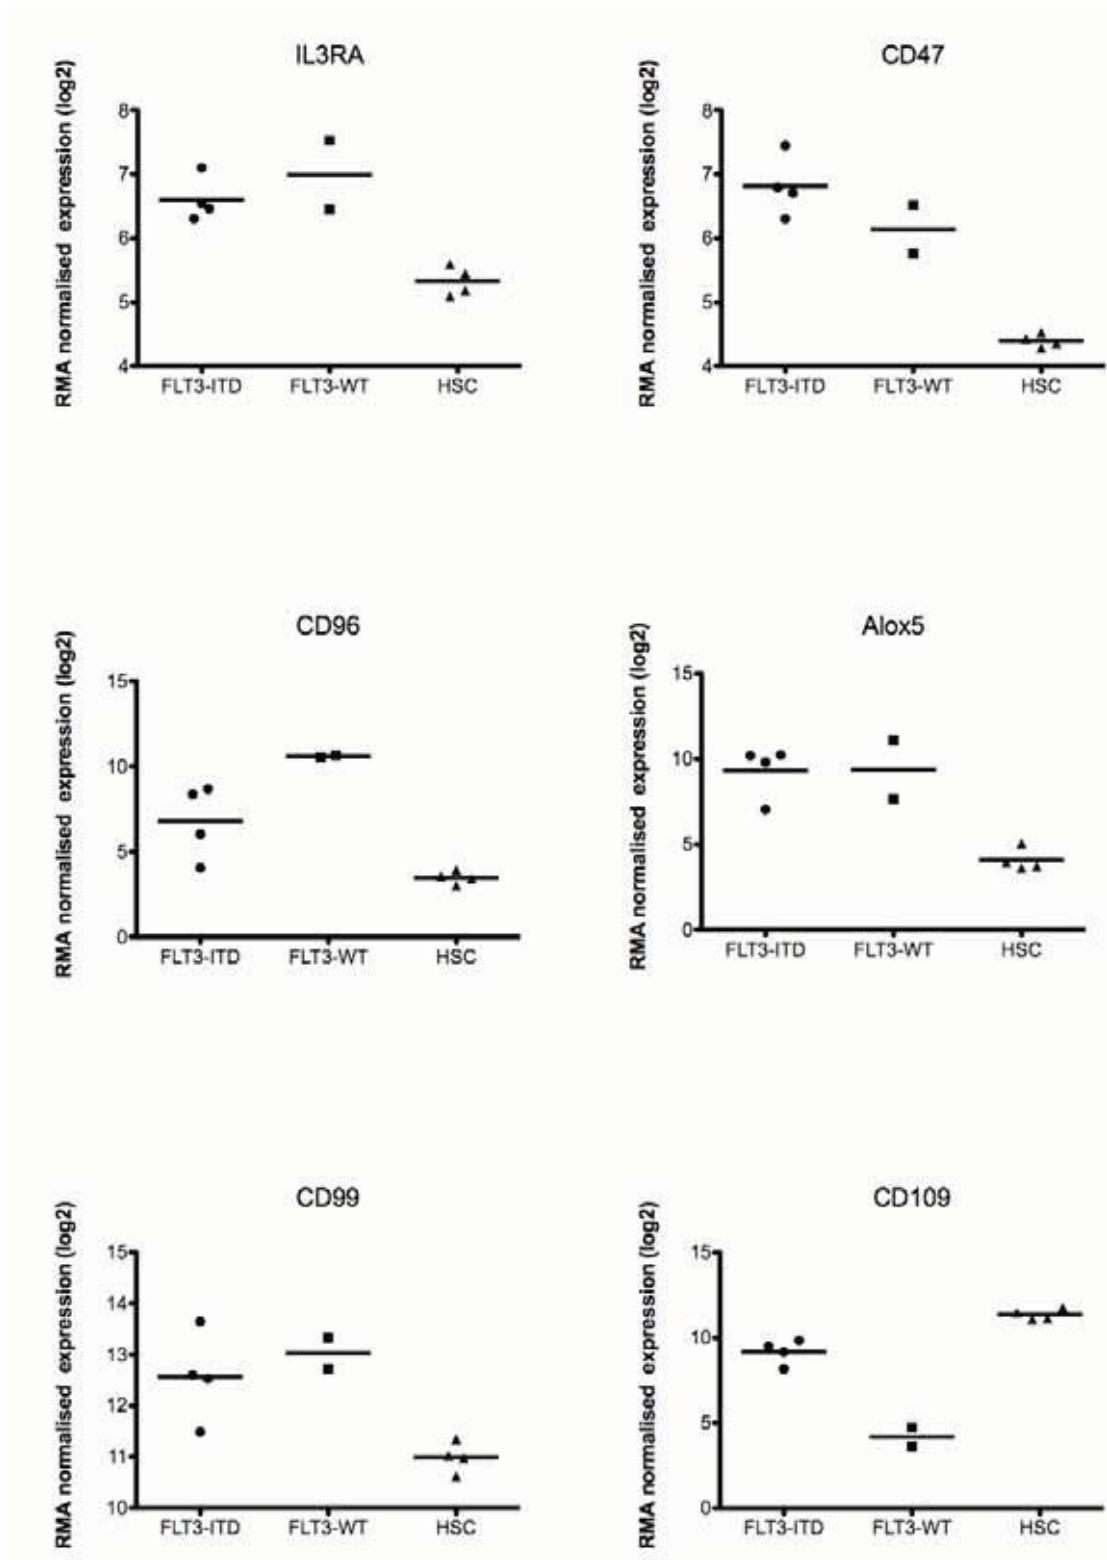 IL3RA
RMA normalised expression (log2)
8
7
6
5
4
FLT3-ITD FLT3-WT HSC
CD47
RMA normalised expression (log2)
8
7
6
5
4
FLT3-ITD FLT3-WT HSC
CD96
RMA normalised expression (log2)
15
10
5
0
FLT3-ITD FLT3-WT HSC
Alox5
RMA normalised expression (log2)
15
10
5
0
FLT3-ITD FLT3-WT HSC
CD99
RMA normalised expression (log2)
15
14
13
12
11
10
FLT3-ITD FLT3-WT HSC
CD109
RMA normalised expression (log2)
15
10
5
0
FLT3-ITD FLT3-WT HSC